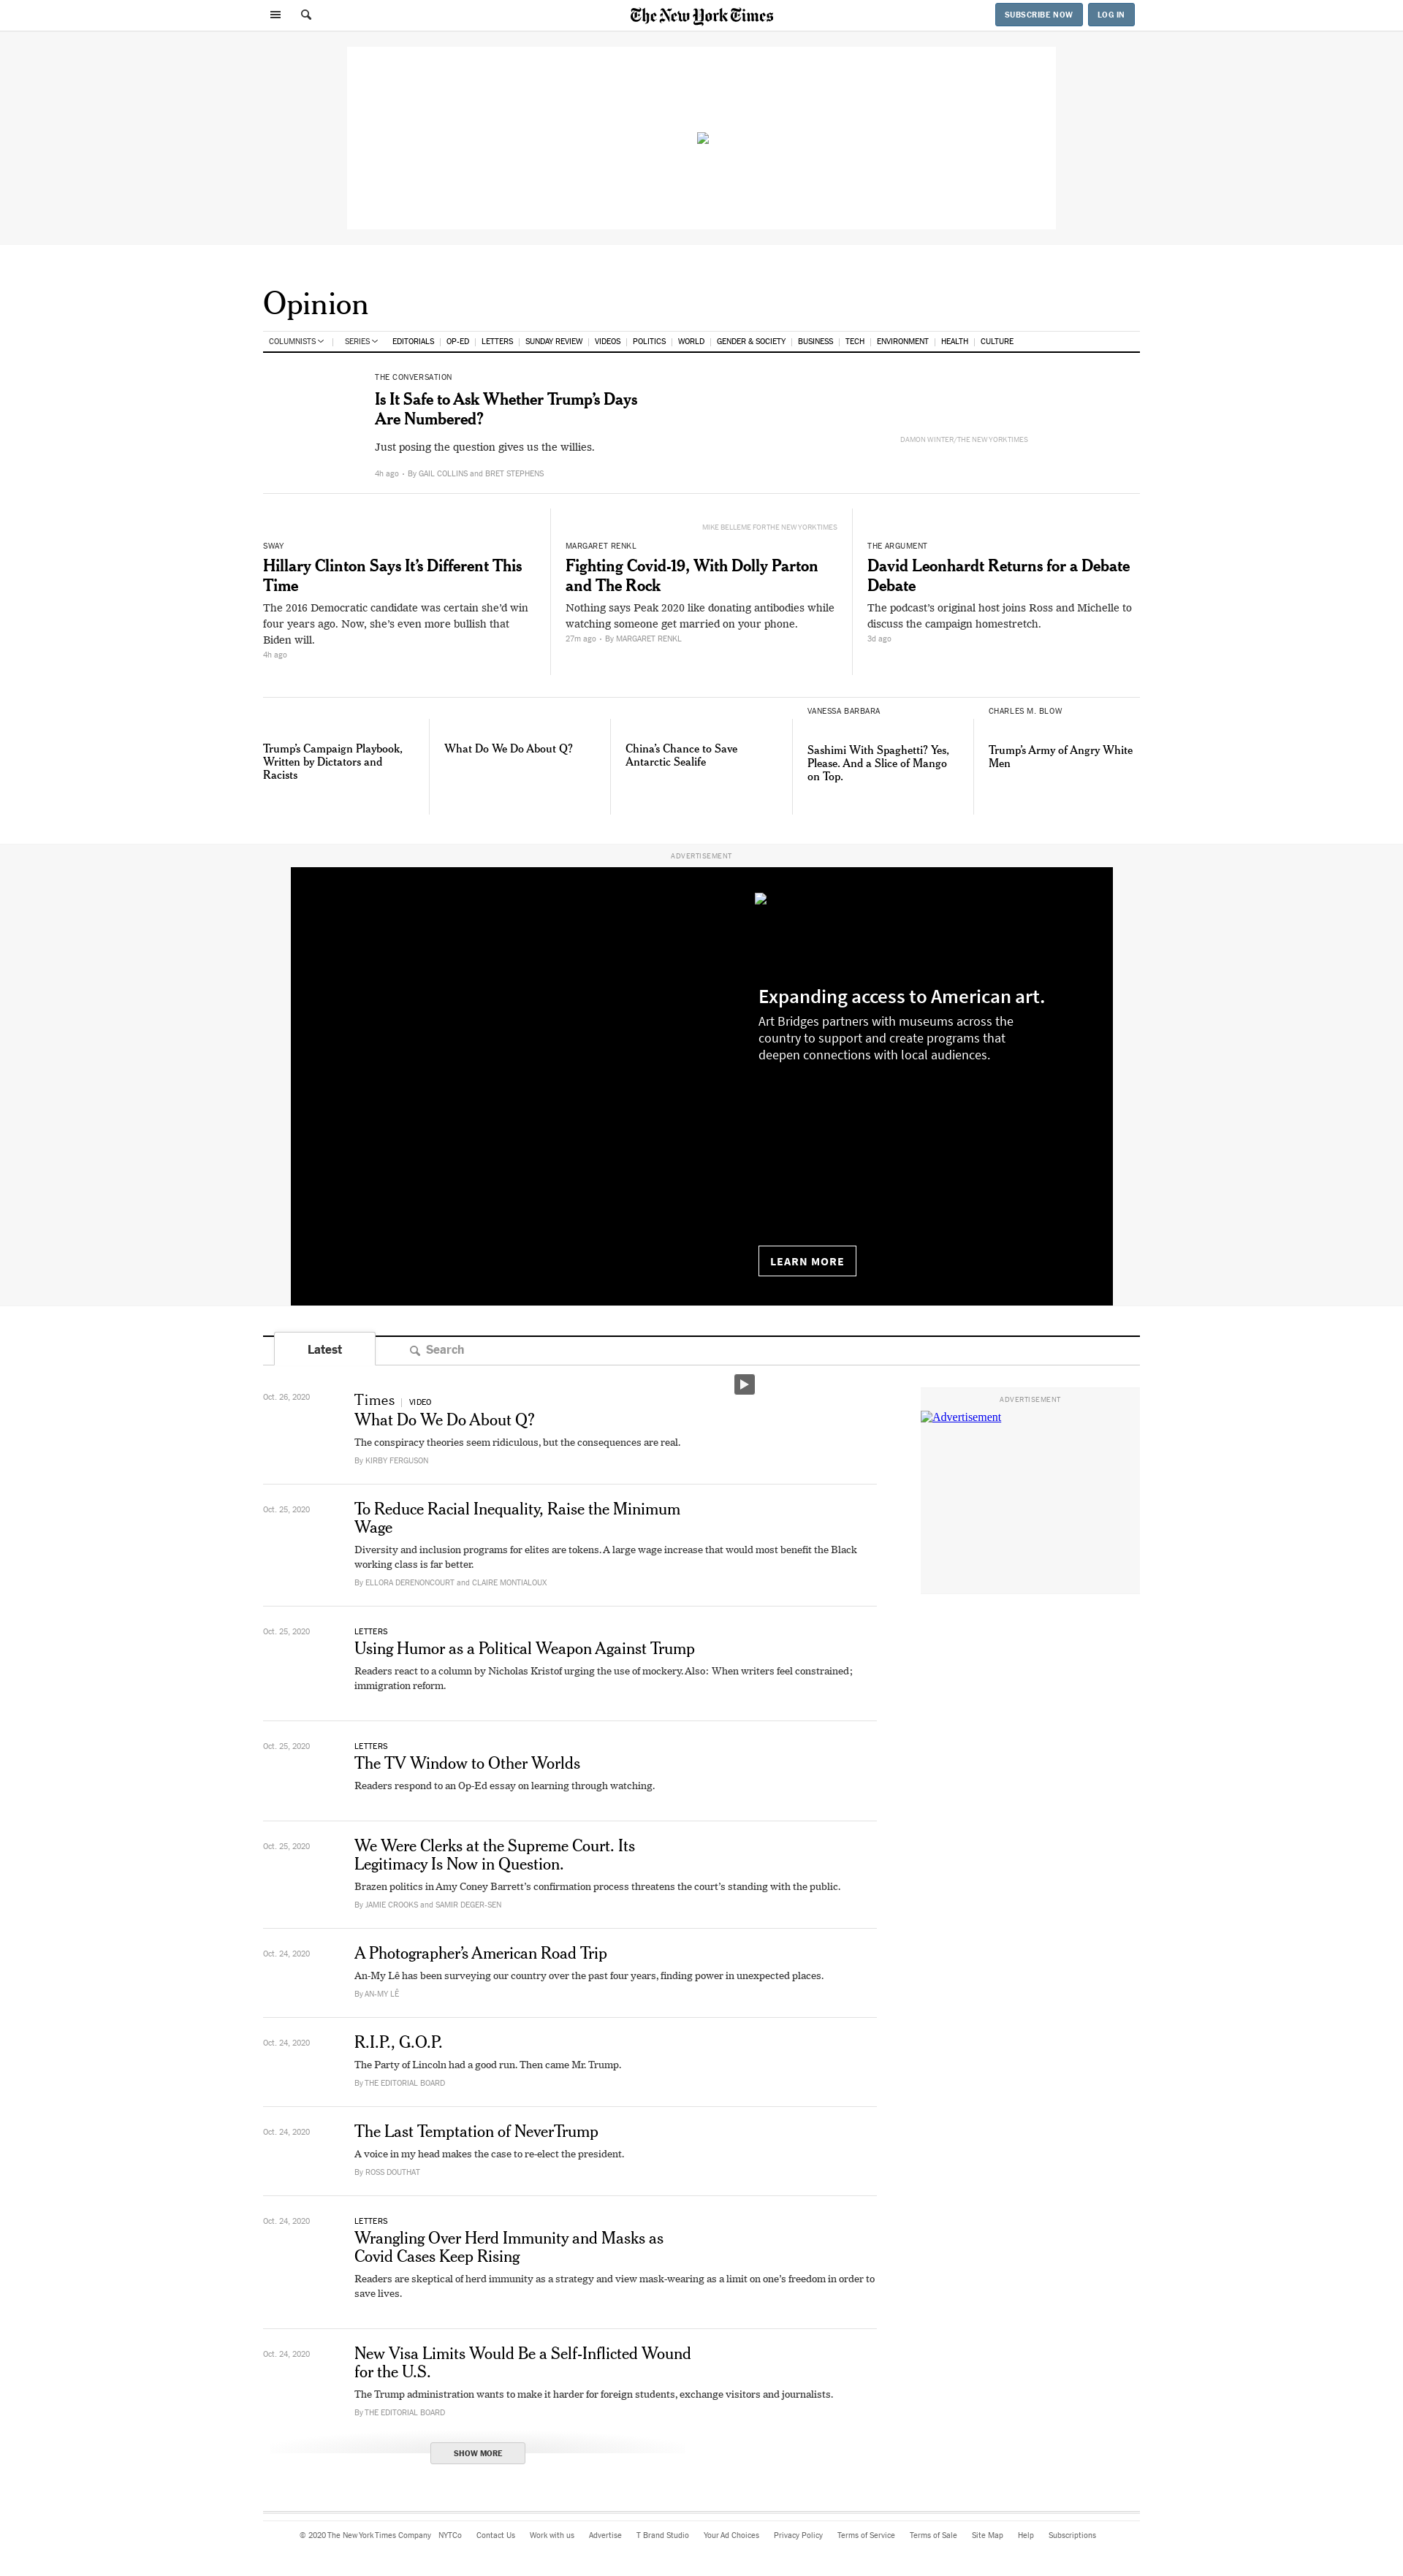 The New York Times
SUBSCRIBE NOW
LOG IN
Opinion
COLUMNISTS
SERIES
EDITORIALS
OP-ED
LETTERS
SUNDAY REVIEW
VIDEOS
POLITICS
WORLD
GENDER & SOCIETY
BUSINESS
TECH
ENVIRONMENT
HEALTH
CULTURE
THE CONVERSATION
Is It Safe to Ask Whether Trump’s Days
Are Numbered?
Just posing the question gives us the willies.
4h ago • By GAIL COLLINS and BRET STEPHENS
DAMON WINTER/THE NEW YORK TIMES
SWAY
Hillary Clinton Says It’s Different This
Time
The 2016 Democratic candidate was certain she’d win
four years ago. Now, she’s even more bullish that
Biden will.
4h ago
MIKE BELLEME FOR THE NEW YORK TIMES
MARGARET RENKL
Fighting Covid-19, With Dolly Parton
and The Rock
Nothing says Peak 2020 like donating antibodies while
watching someone get married on your phone.
27m ago • By MARGARET RENKL
THE ARGUMENT
David Leonhardt Returns for a Debate
Debate
The podcast’s original host joins Ross and Michelle to
discuss the campaign homestretch.
3d ago
Trump’s Campaign Playbook,
Written by Dictators and
Racists
What Do We Do About Q?
China’s Chance to Save
Antarctic Sealife
VANESSA BARBARA
Sashimi With Spaghetti? Yes,
Please. And a Slice of Mango
on Top.
CHARLES M. BLOW
Trump’s Army of Angry White
Men
ADVERTISEMENT
Expanding access to American art.
Art Bridges partners with museums across the
country to support and create programs that
deepen connections with local audiences.
LEARN MORE
Latest
Search
Oct. 26, 2020
Times | VIDEO
What Do We Do About Q?
The conspiracy theories seem ridiculous, but the consequences are real.
By KIRBY FERGUSON
ADVERTISEMENT
Advertisement
Oct. 25, 2020
To Reduce Racial Inequality, Raise the Minimum
Wage
Diversity and inclusion programs for elites are tokens. A large wage increase that would most benefit the Black
working class is far better.
By ELLORA DERENONCOURT and CLAIRE MONTIALOUX
Oct. 25, 2020
LETTERS
Using Humor as a Political Weapon Against Trump
Readers react to a column by Nicholas Kristof urging the use of mockery. Also: When writers feel constrained;
immigration reform.
Oct. 25, 2020
LETTERS
The TV Window to Other Worlds
Readers respond to an Op-Ed essay on learning through watching.
Oct. 25, 2020
We Were Clerks at the Supreme Court. Its
Legitimacy Is Now in Question.
Brazen politics in Amy Coney Barrett’s confirmation process threatens the court’s standing with the public.
By JAMIE CROOKS and SAMIR DEGER-SEN
Oct. 24, 2020
A Photographer’s American Road Trip
An-My Lê has been surveying our country over the past four years, finding power in unexpected places.
By AN-MY LÊ
Oct. 24, 2020
R.I.P., G.O.P.
The Party of Lincoln had a good run. Then came Mr. Trump.
By THE EDITORIAL BOARD
Oct. 24, 2020
The Last Temptation of NeverTrump
A voice in my head makes the case to re-elect the president.
By ROSS DOUTHAT
Oct. 24, 2020
LETTERS
Wrangling Over Herd Immunity and Masks as
Covid Cases Keep Rising
Readers are skeptical of herd immunity as a strategy and view mask-wearing as a limit on one’s freedom in order to
save lives.
Oct. 24, 2020
New Visa Limits Would Be a Self-Inflicted Wound
for the U.S.
The Trump administration wants to make it harder for foreign students, exchange visitors and journalists.
By THE EDITORIAL BOARD
SHOW MORE
© 2020 The New York Times Company
NYTCo
Contact Us
Work with us
Advertise
T Brand Studio
Your Ad Choices
Privacy Policy
Terms of Service
Terms of Sale
Site Map
Help
Subscriptions